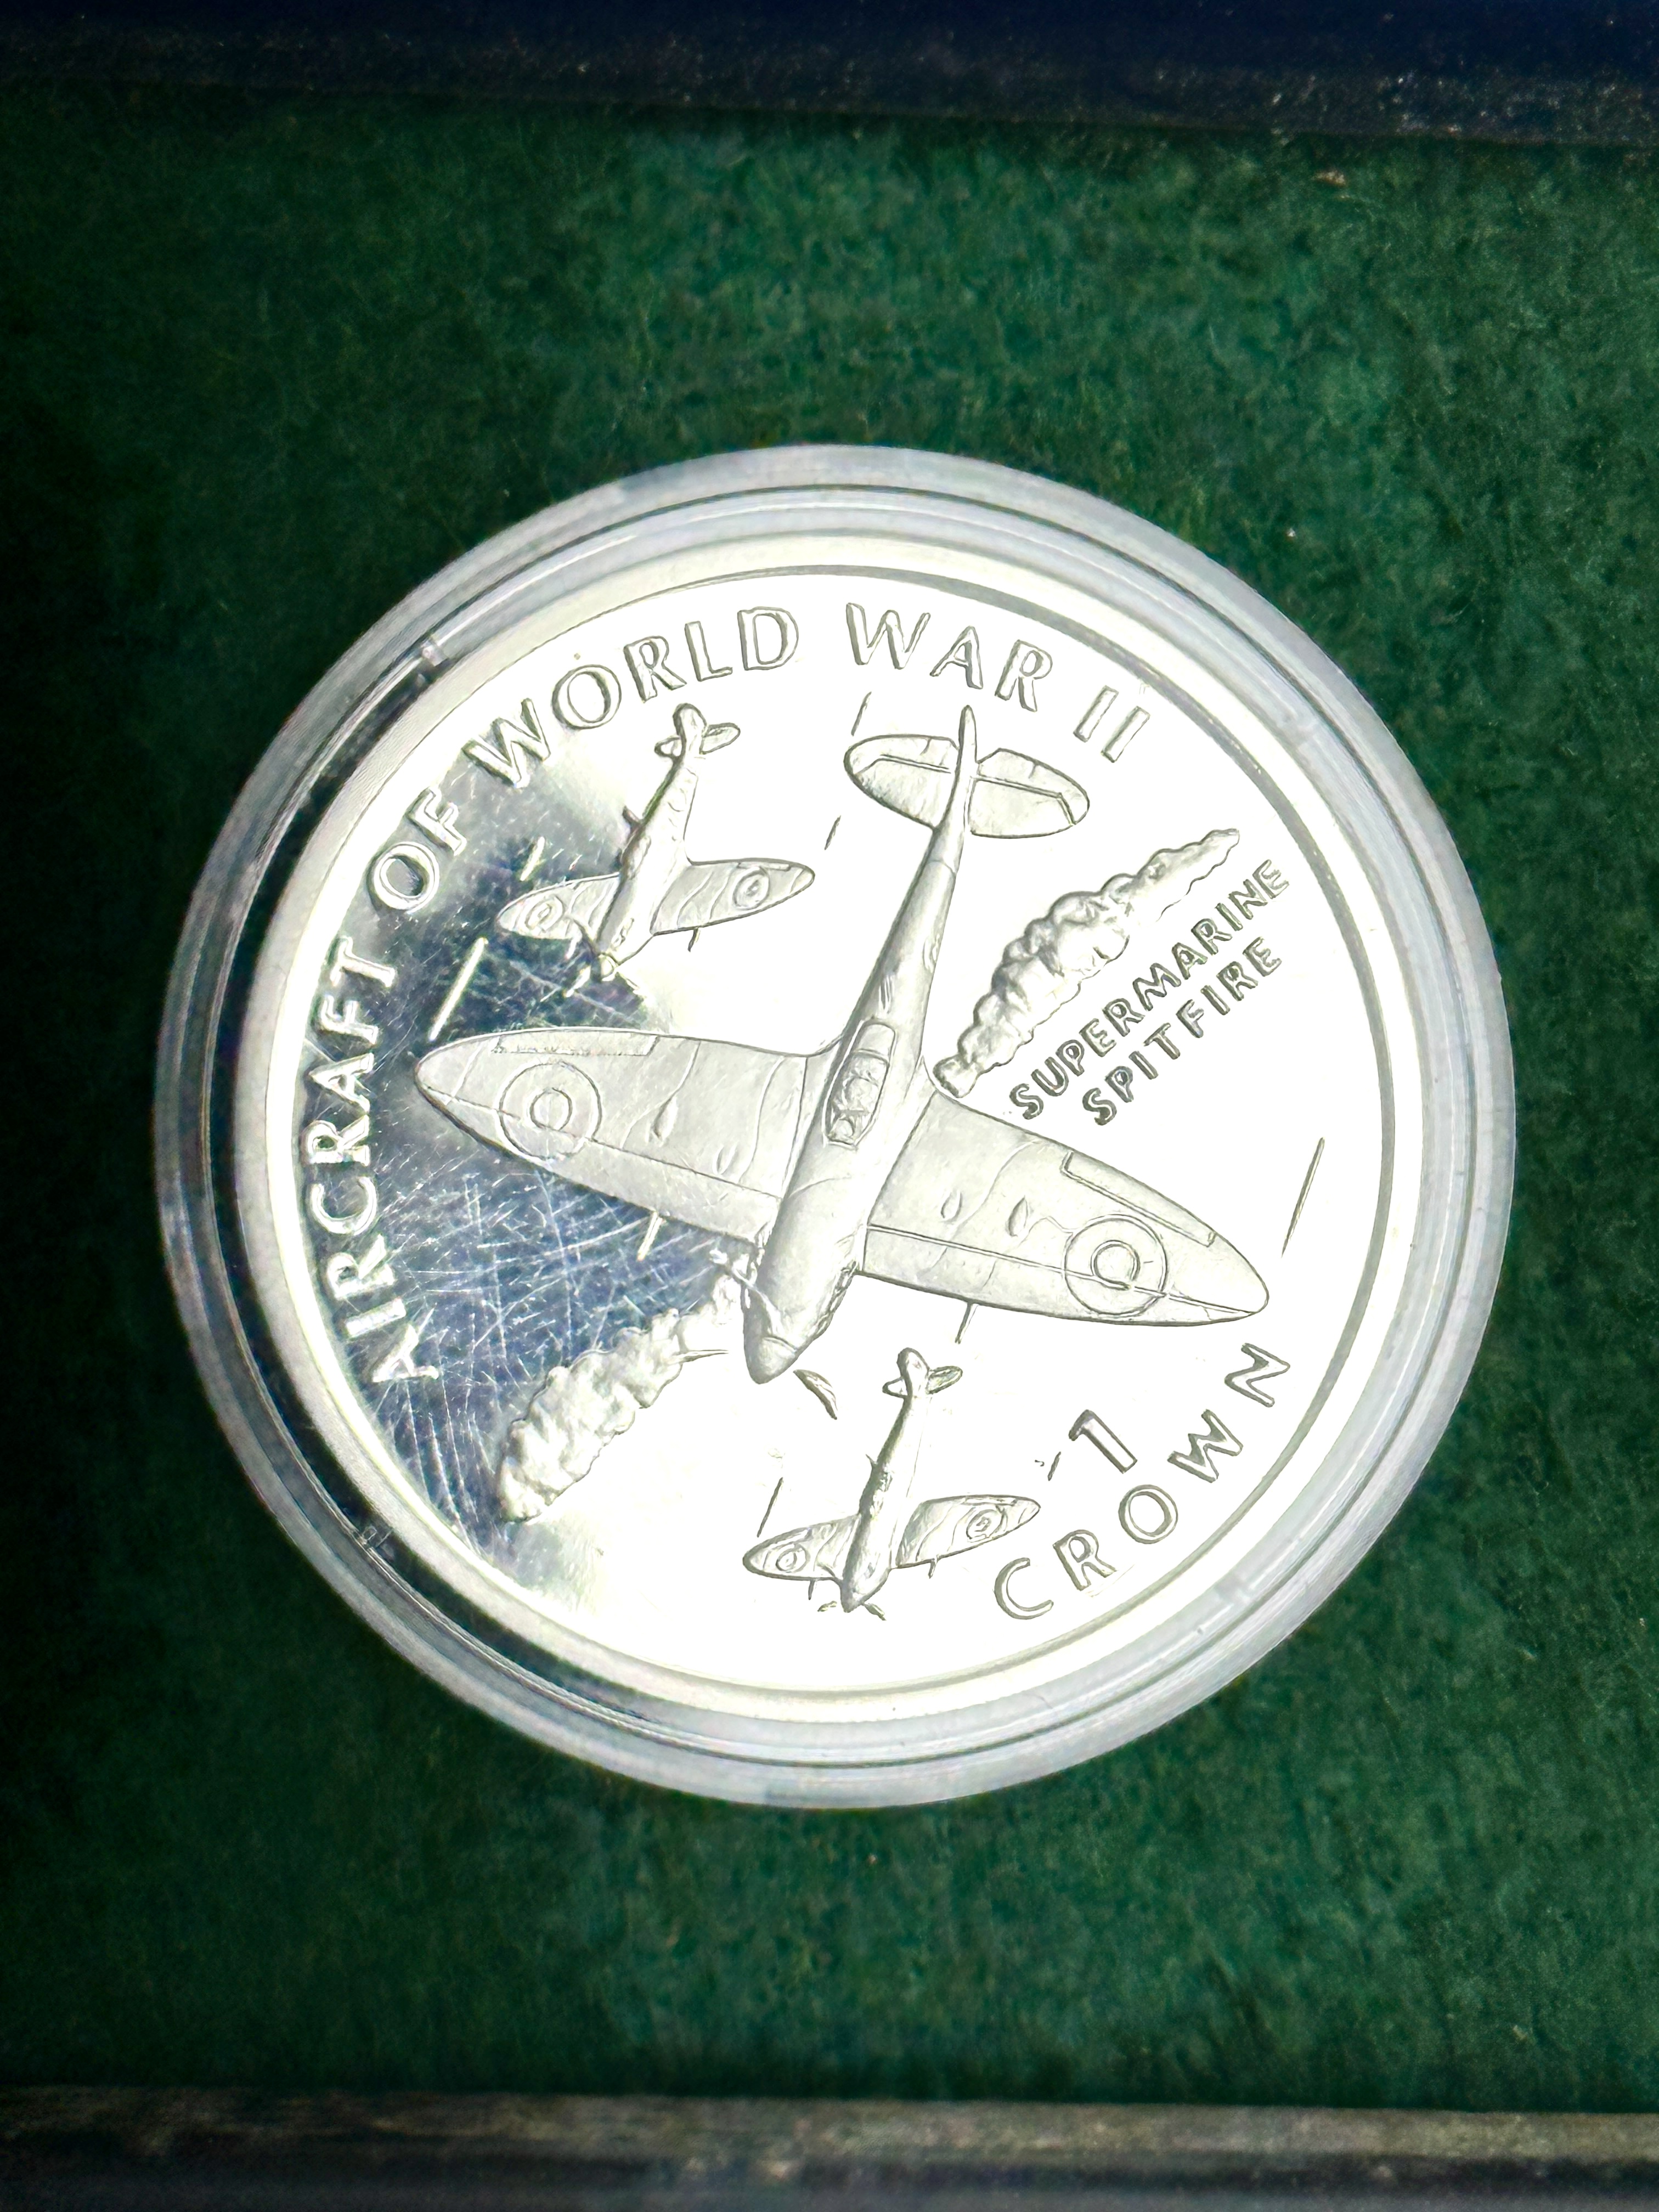 AIRCRAFT OF WORLD WAR II
SUPERMARINE
SPITFIRE
1
CROWN